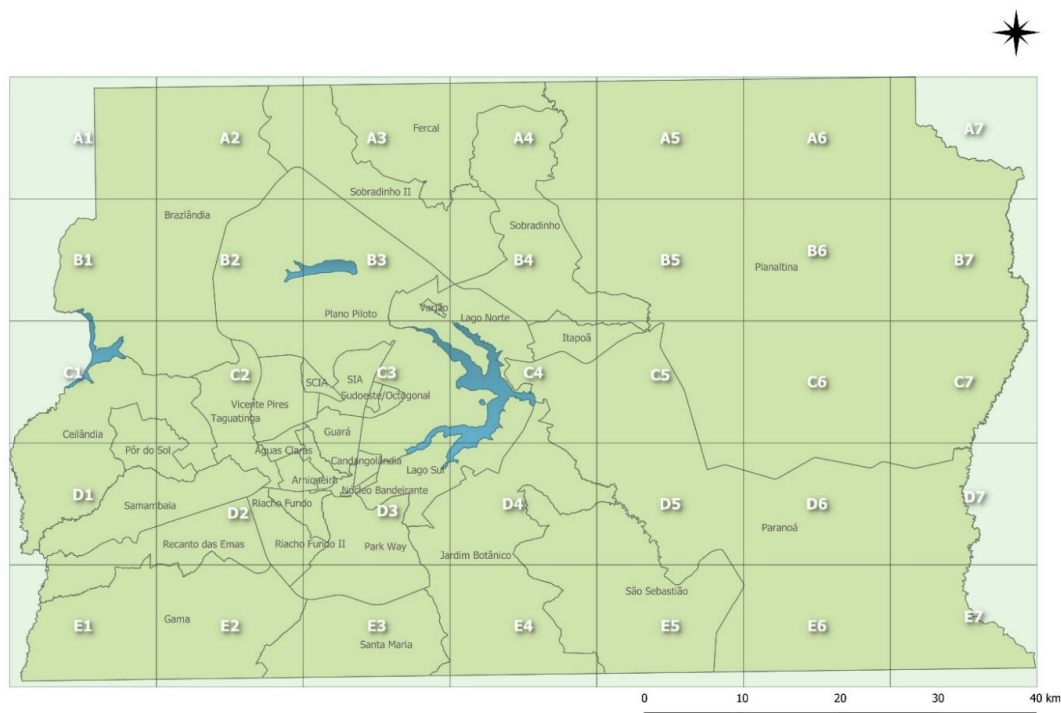 A1 A2 A3 A4 A5 A6 A7
Fercal
Sobradinho II
Brazlândia
Sobradinho
B1 B2 B3 B4 B5 B6 B7
Planaltina
Varjão
Plano Piloto
Lago Norte
Itapoã
C1 C2 C3 C4 C5 C6 C7
SCIA
SIA
Sudoeste/Octogonal
Vicente Pires
Taguatinga
Guará
Ceilândia
Pôr do Sol
Águas Claras
Candangolândia
Lago Sul
Arniqueira
Núcleo Bandeirante
D1 D2 D3 D4 D5 D6 D7
Samambaia
Riacho Fundo
Paranoá
Recanto das Emas
Riacho Fundo II
Park Way
Jardim Botânico
São Sebastião
Gama
E1 E2 E3 E4 E5 E6 E7
Santa Maria
0 10 20 30 40 km